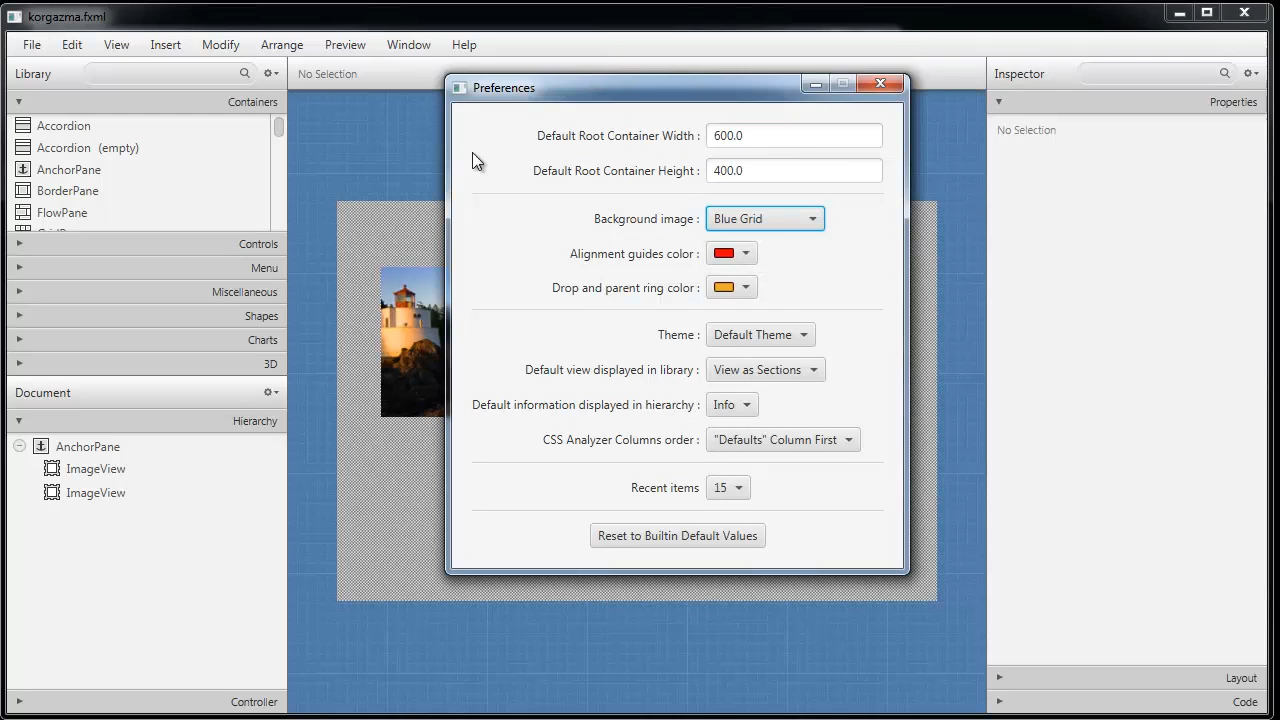 korgazma.fxml
File Edit View Insert Modify Arrange Preview Window Help
Library
No Selection
Inspector
Containers
Accordion
Accordion (empty)
AnchorPane
BorderPane
FlowPane
Controls
Menu
Miscellaneous
Shapes
Charts
3D
Document
Hierarchy
AnchorPane
ImageView
ImageView
Controller
Preferences
Default Root Container Width : 600.0
Default Root Container Height : 400.0
Background image : Blue Grid
Alignment guides color :
Drop and parent ring color :
Theme : Default Theme
Default view displayed in library : View as Sections
Default information displayed in hierarchy : Info
CSS Analyzer Columns order : "Defaults" Column First
Recent items 15
Reset to Builtin Default Values
Properties
No Selection
Layout
Code